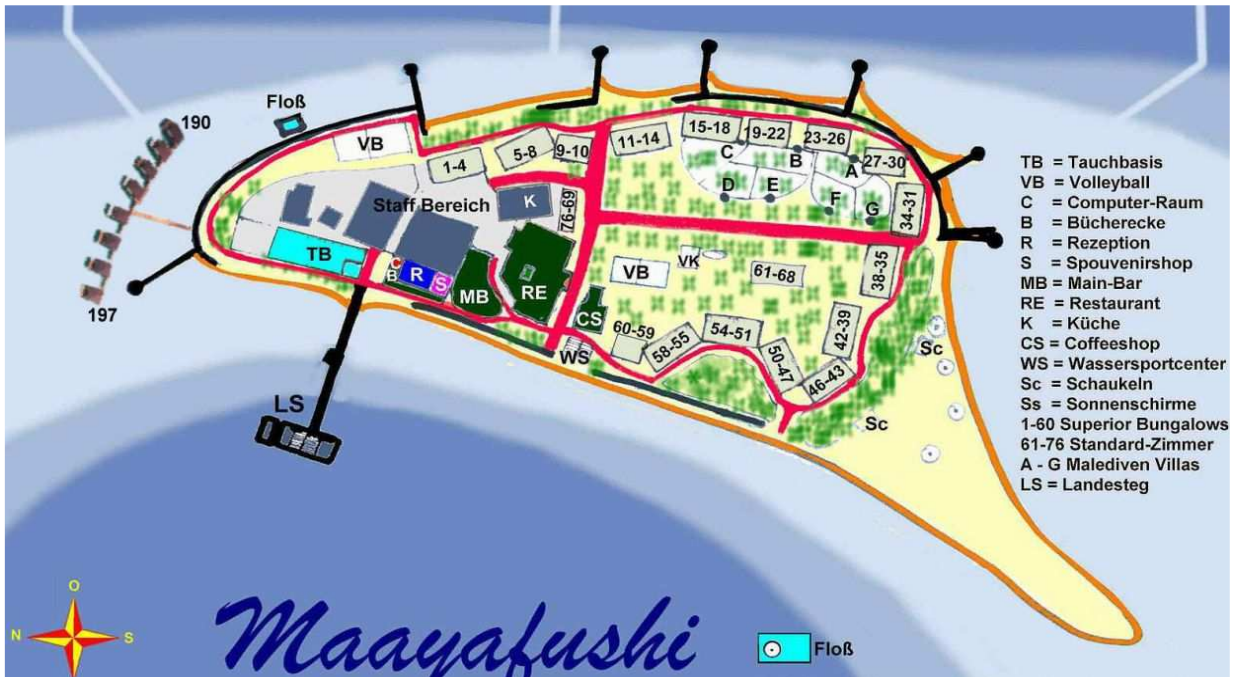 190
Floß
VB
1-4
5-8
9-10
11-14
15-18
19-22
23-26
27-30
C
B
A
D
E
F
G
34-31
Staff Bereich
K
76-69
TB
C
B
R
S
MB
RE
CS
VB
VK
61-68
38-35
42-39
60-59
58-55
54-51
50-47
46-43
WS
Sc
Sc
197
LS
TB = Tauchbasis
VB = Volleyball
C = Computer-Raum
B = Bücherecke
R = Rezeption
S = Spouvenirshop
MB = Main-Bar
RE = Restaurant
K = Küche
CS = Coffeeshop
WS = Wassersportcenter
Sc = Schaukeln
Ss = Sonnenschirme
1-60 Superior Bungalows
61-76 Standard-Zimmer
A - G Malediven Villas
LS = Landesteg
O
N
S
Maayafushi
Floß